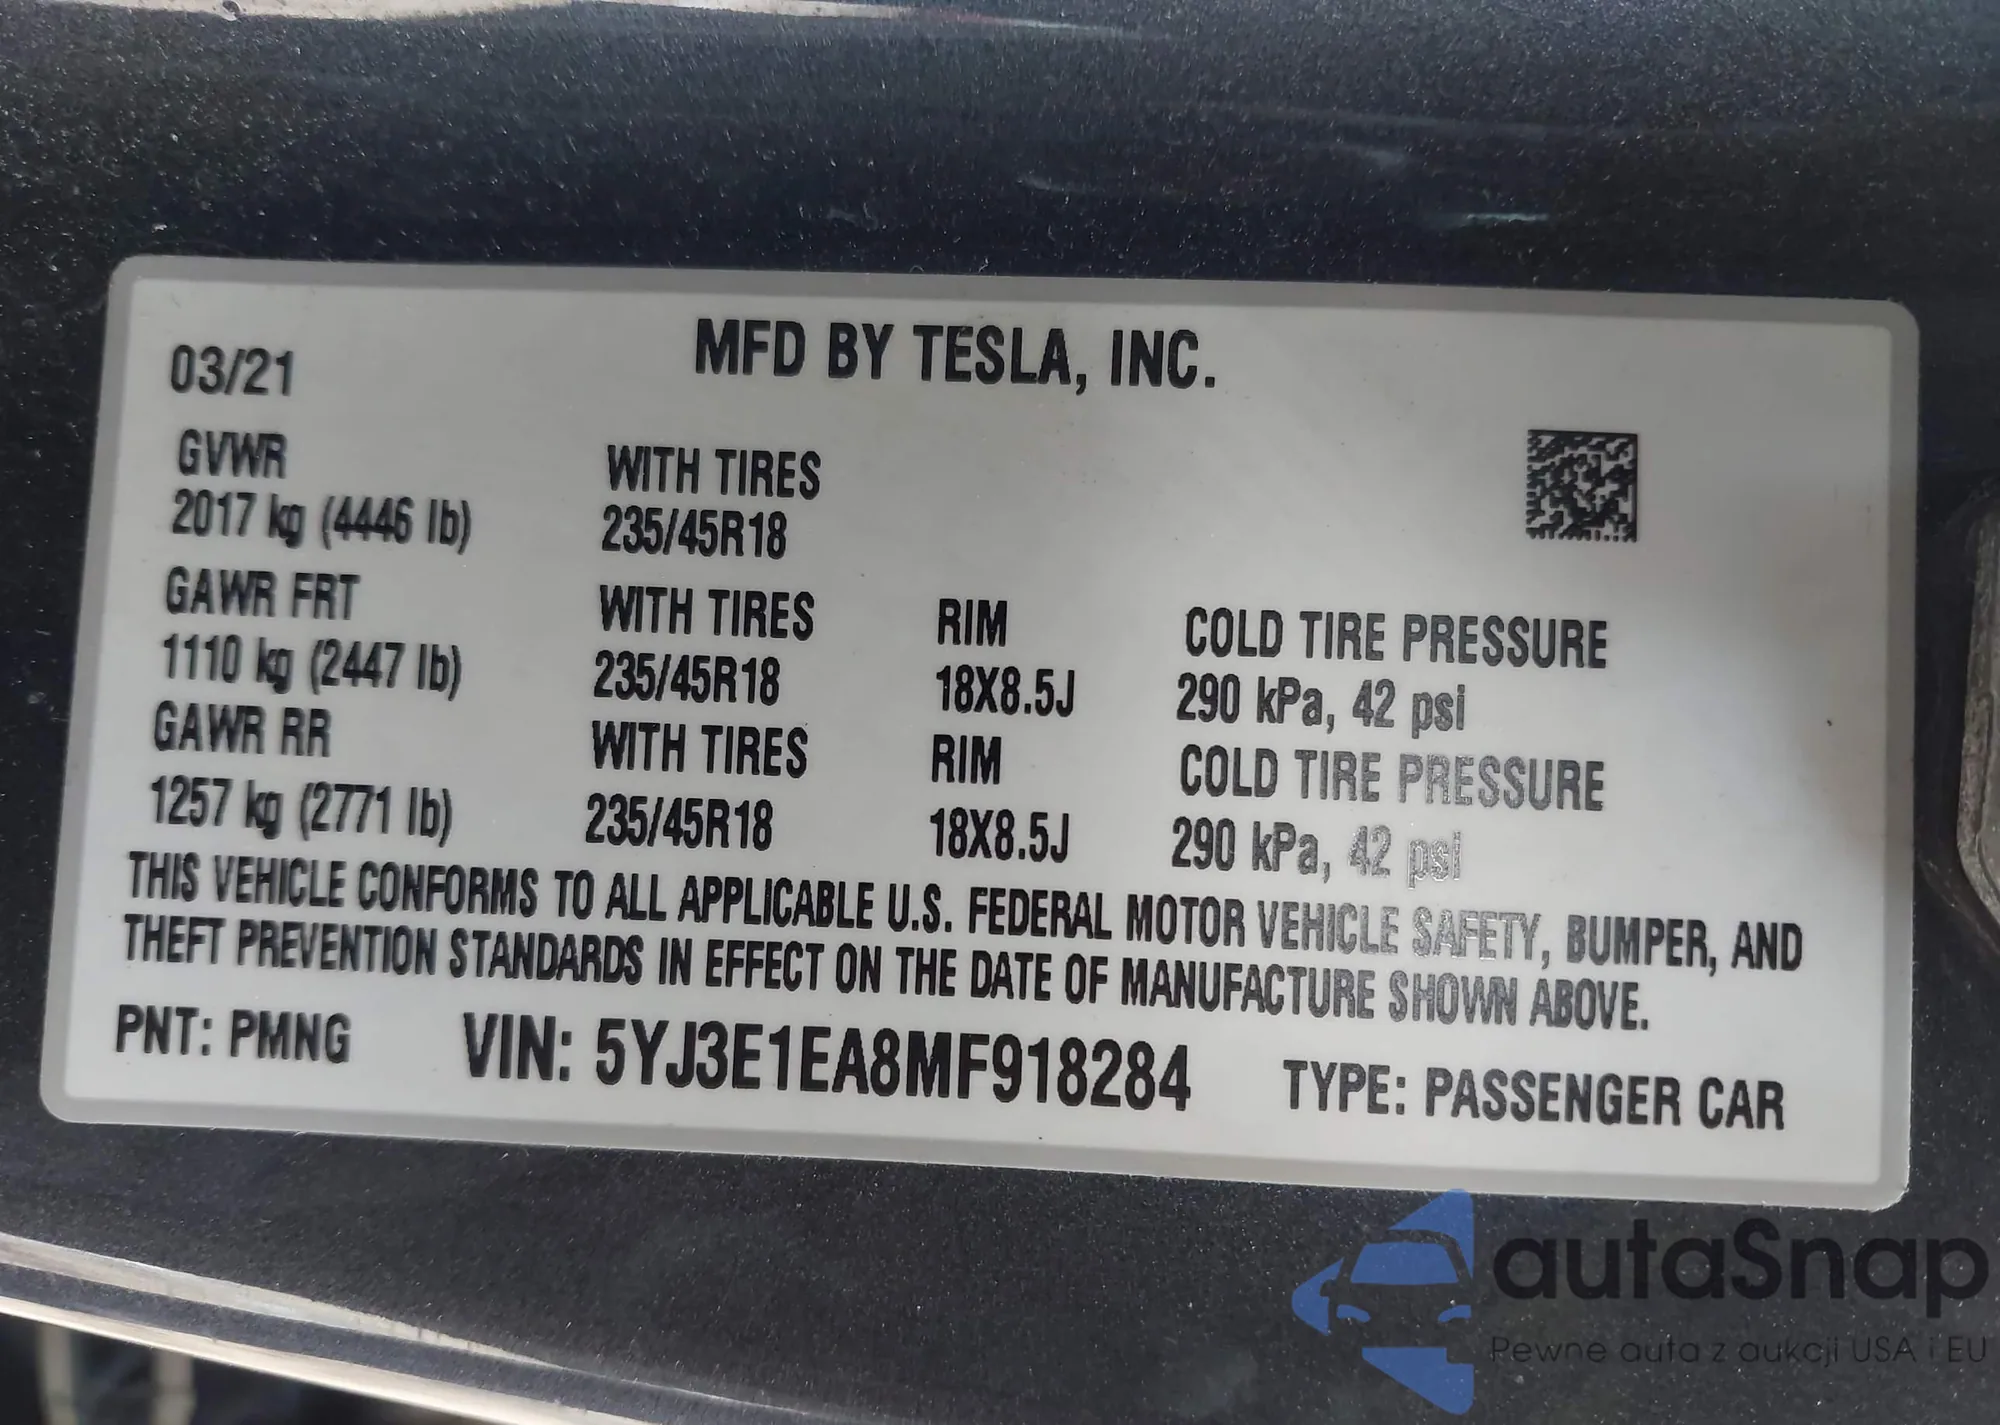 MFD BY TESLA, INC.
03/21
GVWR WITH TIRES
2017 kg (4446 lb) 235/45R18
GAWR FRT WITH TIRES RIM COLD TIRE PRESSURE
1110 kg (2447 lb) 235/45R18 18X8.5J 290 kPa, 42 psi
GAWR RR WITH TIRES RIM COLD TIRE PRESSURE
1257 kg (2771 lb) 235/45R18 18X8.5J 290 kPa, 42 psi
THIS VEHICLE CONFORMS TO ALL APPLICABLE U.S. FEDERAL MOTOR VEHICLE SAFETY, BUMPER, AND
THEFT PREVENTION STANDARDS IN EFFECT ON THE DATE OF MANUFACTURE SHOWN ABOVE.
PNT: PMNG VIN: 5YJ3E1EA8MF918284 TYPE: PASSENGER CAR
autaSnap
Pewne auta z aukcji USA i EU